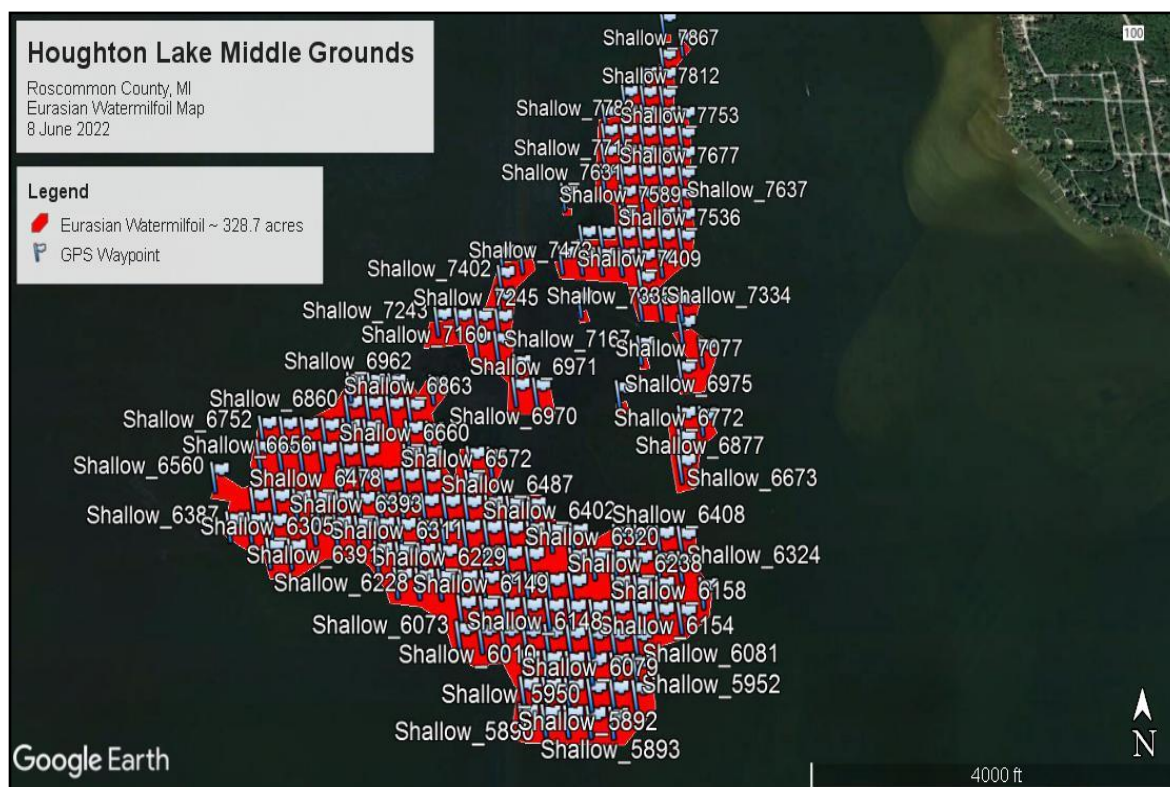 Houghton Lake Middle Grounds
Roscommon County, MI
Eurasian Watermilfoil Map
8 June 2022
Legend
Eurasian Watermilfoil ~ 328.7 acres
GPS Waypoint
100
Shallow_7867
Shallow_7812
Shallow_7753
Shallow_7715
Shallow_7677
Shallow_7631
Shallow_7589
Shallow_7637
Shallow_7536
Shallow_7472
Shallow_7409
Shallow_7402
Shallow_7245
Shallow_7335
Shallow_7334
Shallow_7243
Shallow_7160
Shallow_7167
Shallow_7077
Shallow_6962
Shallow_6971
Shallow_6975
Shallow_6860
Shallow_6863
Shallow_6970
Shallow_6772
Shallow_6752
Shallow_6660
Shallow_6877
Shallow_6656
Shallow_6572
Shallow_6560
Shallow_6478
Shallow_6487
Shallow_6673
Shallow_6393
Shallow_6402
Shallow_6408
Shallow_6387
Shallow_6305
Shallow_6311
Shallow_6320
Shallow_6391
Shallow_6229
Shallow_6238
Shallow_6324
Shallow_6228
Shallow_6149
Shallow_6158
Shallow_6073
Shallow_6148
Shallow_6154
Shallow_6010
Shallow_6079
Shallow_6081
Shallow_5950
Shallow_5952
Shallow_5892
Shallow_5893
Google Earth
N
4000 ft